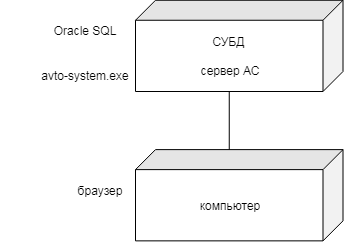 Oracle SQL
СУБД
avto-system.exe
сервер АС
браузер
компьютер